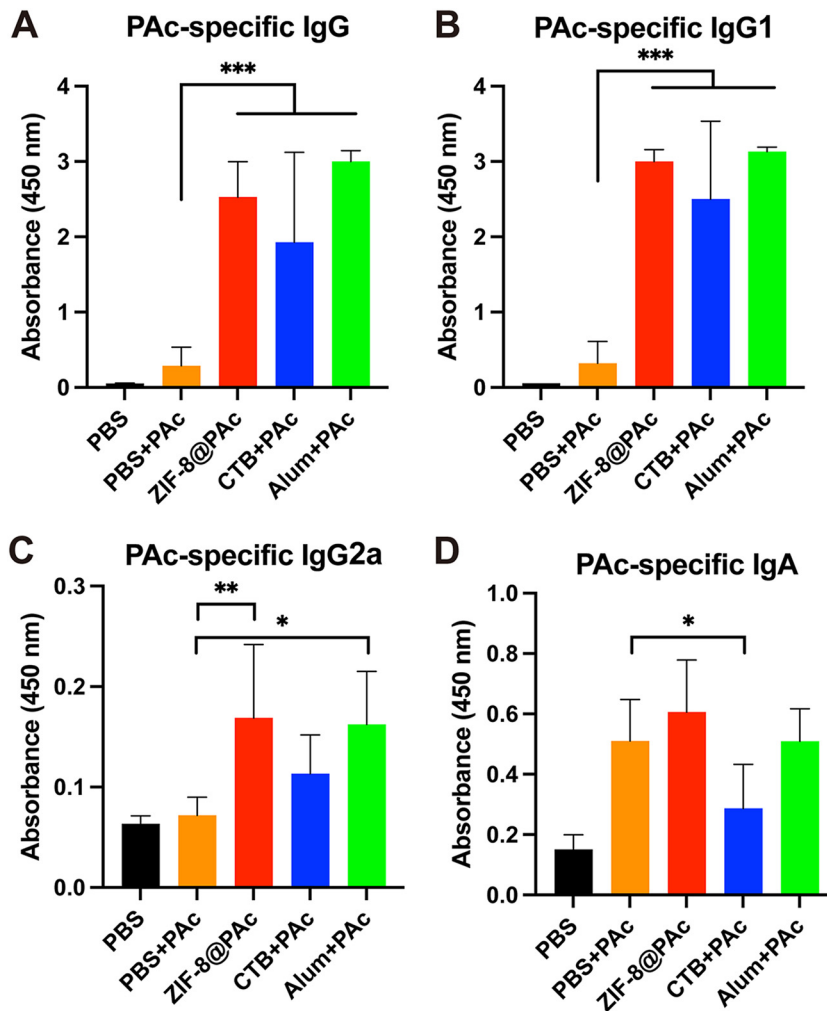 A
PAc-specific IgG
***
Absorbance (450 nm)
4
3
2
1
0
PBS
PBS+PAc
ZIF-8@PAc
CTB+PAc
Alum+PAc
B
PAc-specific IgG1
***
Absorbance (450 nm)
4
3
2
1
0
PBS
PBS+PAc
ZIF-8@PAc
CTB+PAc
Alum+PAc
C
PAc-specific IgG2a
**
*
Absorbance (450 nm)
0.3
0.2
0.1
0.0
PBS
PBS+PAc
ZIF-8@PAc
CTB+PAc
Alum+PAc
D
PAc-specific IgA
*
Absorbance (450 nm)
1.0
0.8
0.6
0.4
0.2
0.0
PBS
PBS+PAc
ZIF-8@PAc
CTB+PAc
Alum+PAc